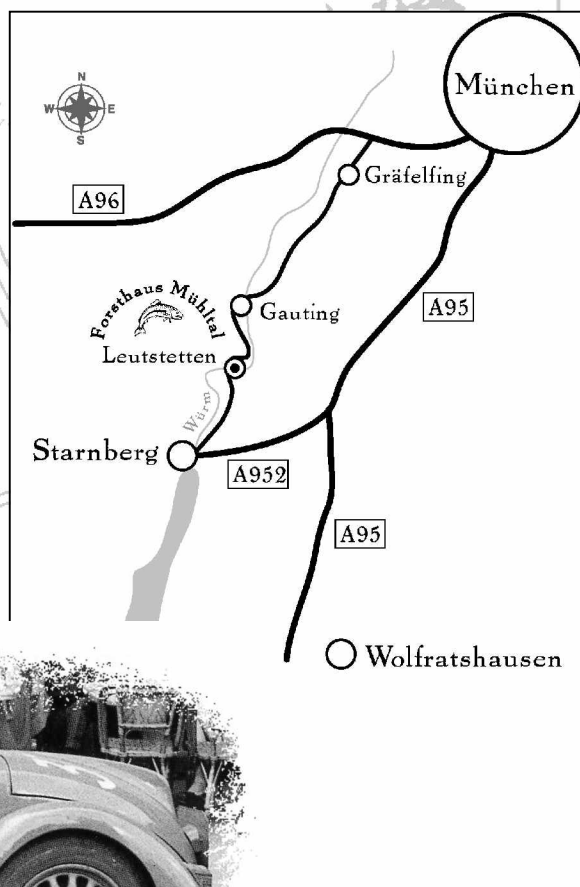 München
N
W
E
S
Gräfelfing
A96
Forsthaus Mühltal
Gauting
A95
Leutstetten
Würm
Starnberg
A952
A95
Wolfratshausen